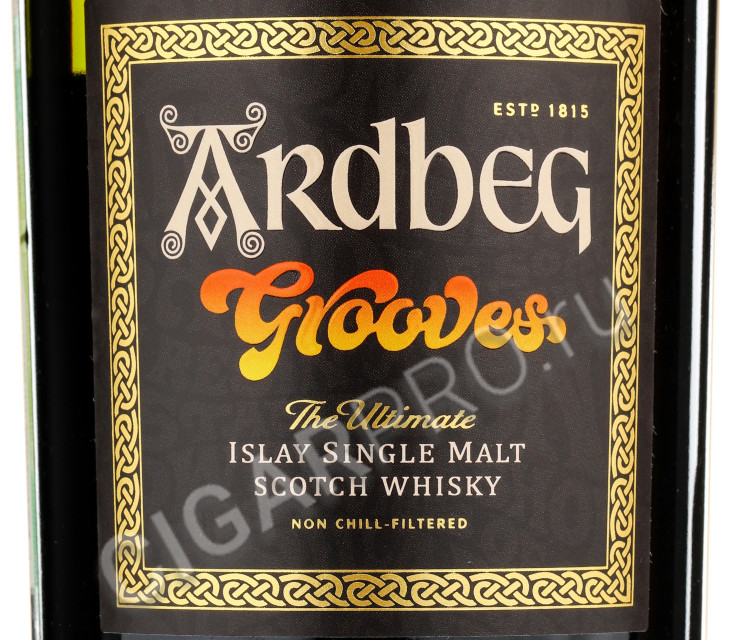 ESTD 1815
ARDBEG
Grooves
The Ultimate
ISLAY SINGLE MALT
SCOTCH WHISKY
NON CHILL-FILTERED
CIGARPRO.ru